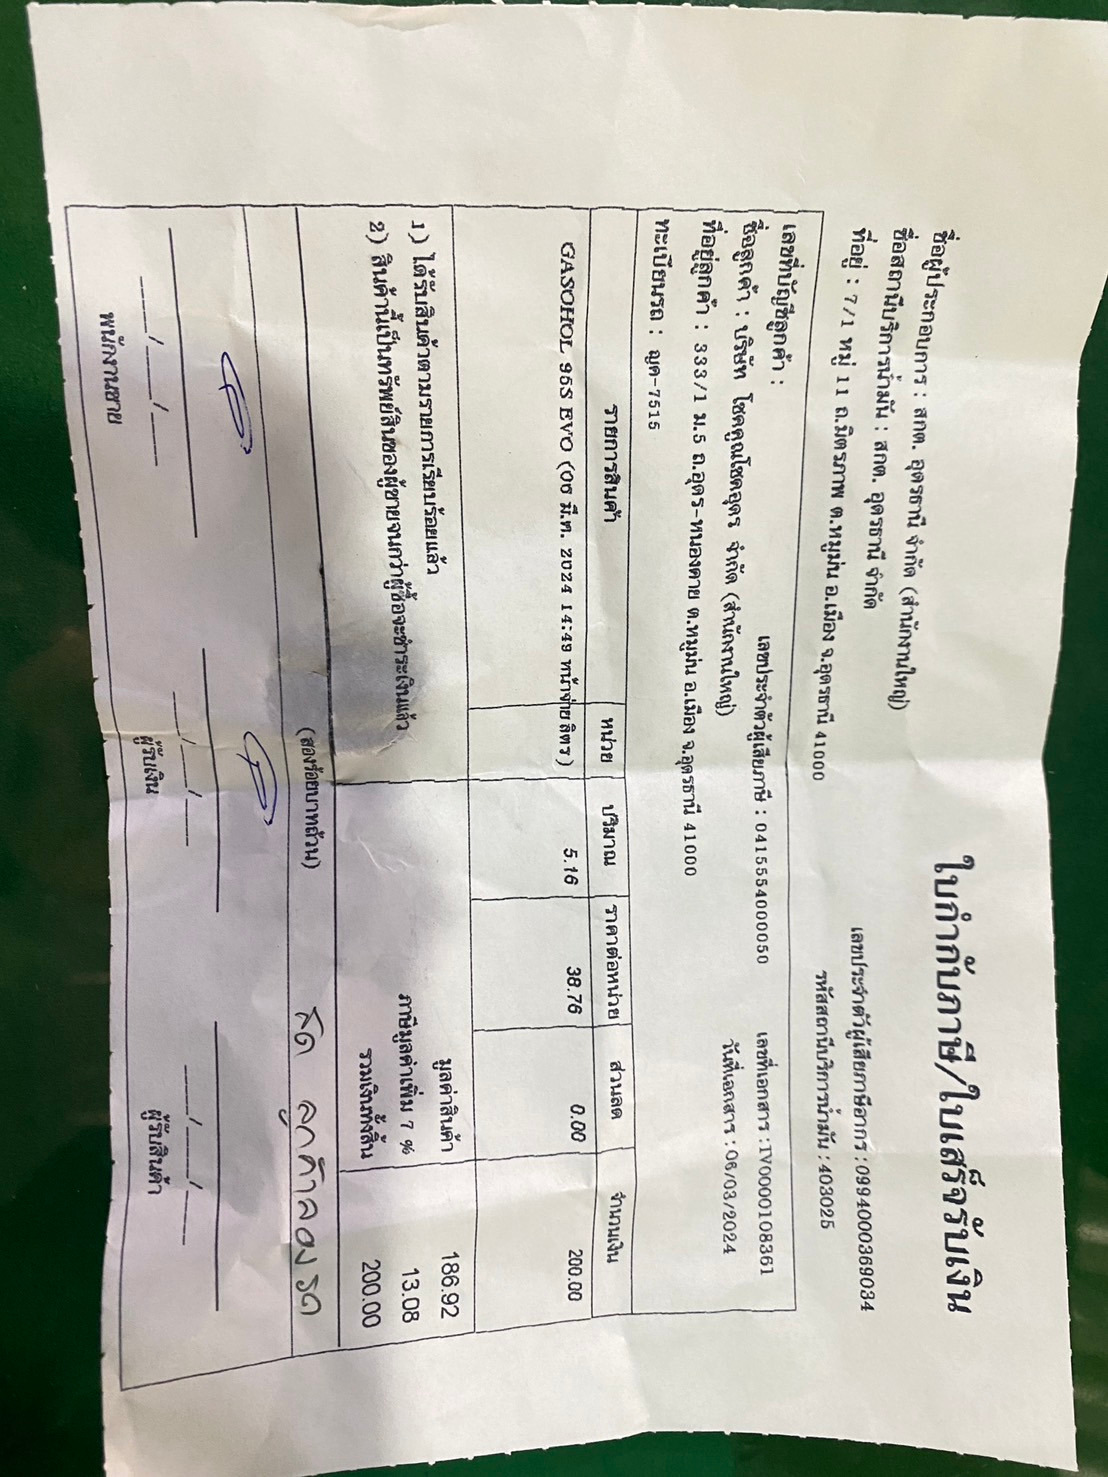 ใบกำกับภาษี/ใบเสร็จรับเงิน
ชื่อผู้ประกอบการ : สกต. อุดรธานี จำกัด (สำนักงานใหญ่)
เลขประจำตัวผู้เสียภาษีอากร : 0994000369034
ชื่อสถานีบริการน้ำมัน : สกต. อุดรธานี จำกัด
รหัสสถานีบริการน้ำมัน : 403025
ที่อยู่ : 7/1 หมู่ 11 ถ.มิตรภาพ ต.หมูม่น อ.เมือง จ.อุดรธานี 41000
เลขที่บัญชีลูกค้า :
เลขประจำตัวผู้เสียภาษี : 0415554000050
เลขที่เอกสาร : IV0000108361
ชื่อลูกค้า : บริษัท โชคคูณโชคอุดร จำกัด (สำนักงานใหญ่)
วันที่เอกสาร : 06/03/2024
ที่อยู่ลูกค้า : 333/1 ม.5 ถ.อุดร-หนองคาย ต.หมูม่น อ.เมือง จ.อุดรธานี 41000
ทะเบียนรถ : ญด-7515
รายการสินค้า หน่วย ปริมาณ ราคาต่อหน่วย ส่วนลด จำนวนเงิน
GASOHOL 95S EVO (06 มี.ค. 2024 14:49 หน้าจ่าย ลิตร ) 5.16 38.76 0.00 200.00
1) ได้รับสินค้าตามรายการเรียบร้อยแล้ว
2) สินค้านี้เป็นทรัพย์สินของผู้ขายจนกว่าผู้ซื้อจะชำระเงินแล้ว
มูลค่าสินค้า 186.92
ภาษีมูลค่าเพิ่ม 7 % 13.08
รวมเงินทั้งสิ้น 200.00
(สองร้อยบาทถ้วน)
สด ลูกค้าลองรถ
___/___/___ ___/___/___ ___/___/___
พนักงานขาย ผู้รับเงิน ผู้รับสินค้า